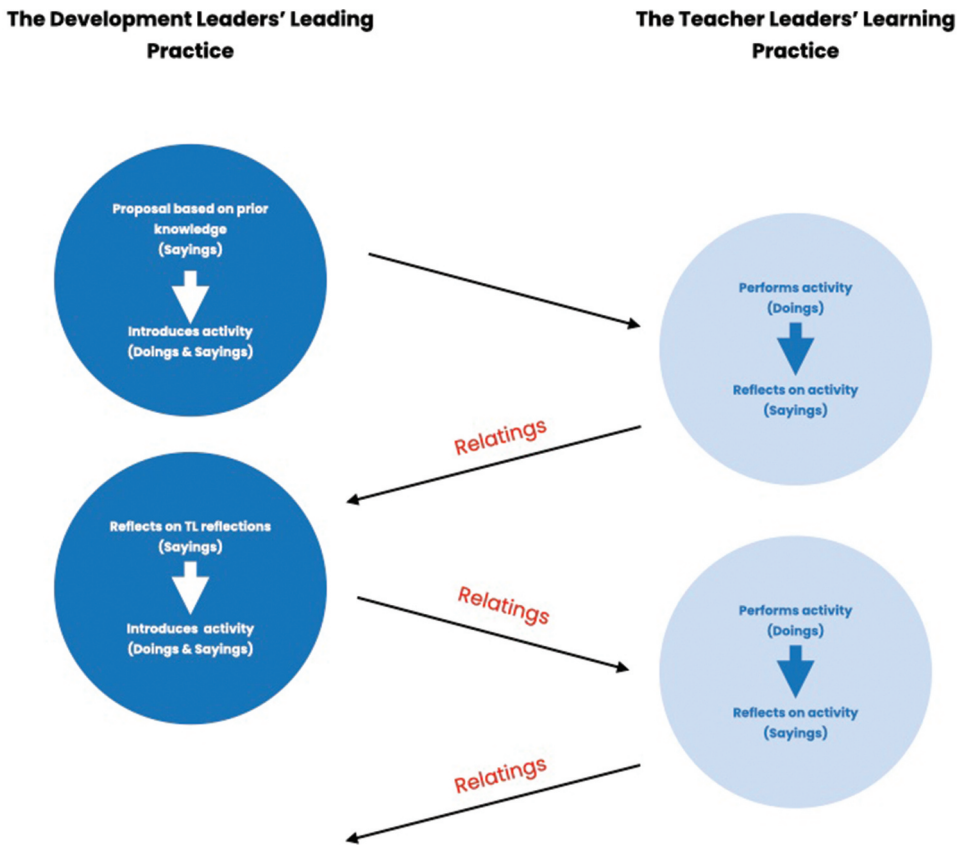 The Development Leaders' Leading
Practice
The Teacher Leaders' Learning
Practice
Proposal based on prior
knowledge
(Sayings)
Introduces activity
(Doings & Sayings)
Performs activity
(Doings)
Reflects on activity
(Sayings)
Relatings
Reflects on TL reflections
(Sayings)
Introduces activity
(Doings & Sayings)
Relatings
Performs activity
(Doings)
Reflects on activity
(Sayings)
Relatings